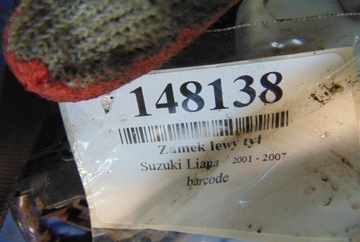 148138
Zamek lewy tył
Suzuki Liana 2001 - 2007
barcode